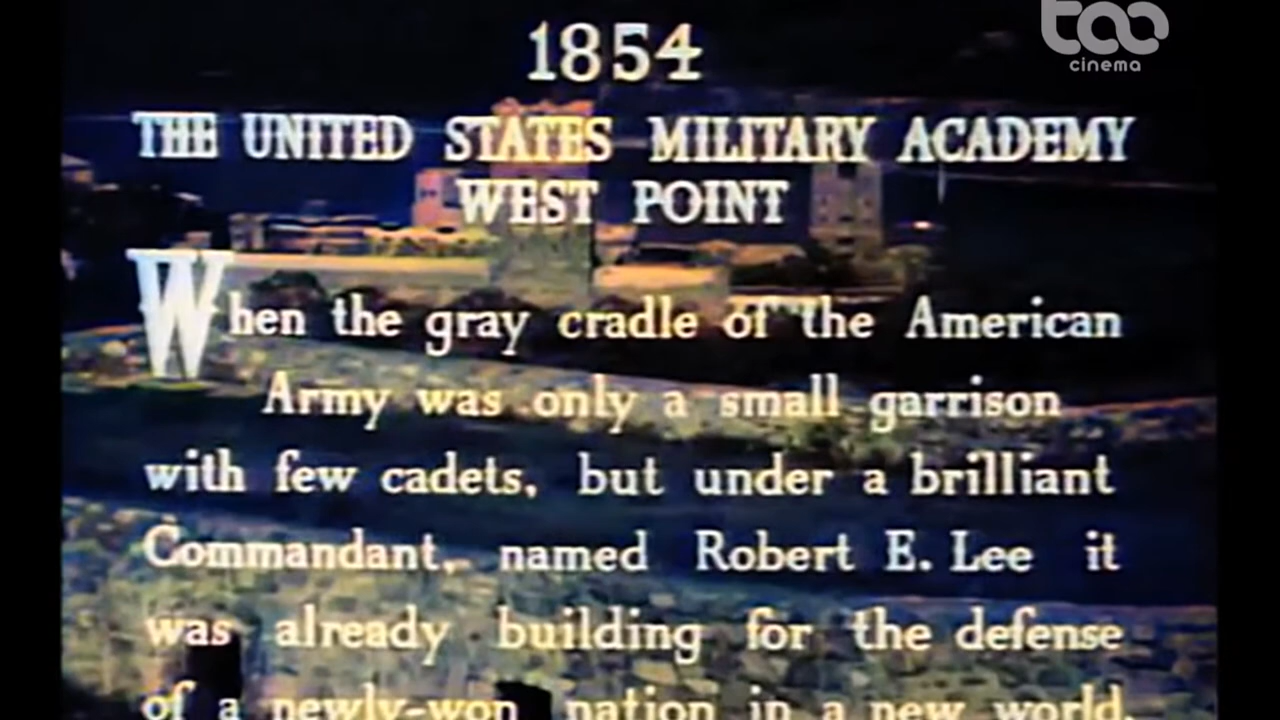 tao
cinema
1854
THE UNITED STATES MILITARY ACADEMY
WEST POINT
When the gray cradle of the American
Army was only a small garrison
with few cadets, but under a brilliant
Commandant, named Robert E. Lee it
was already building for the defense
of a newly-won nation in a new world